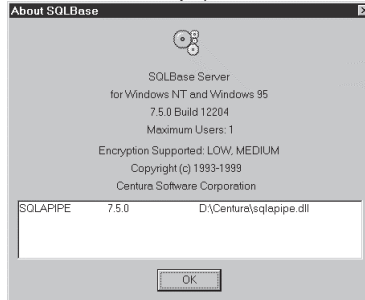 About SQLBase
SQLBase Server
for Windows NT and Windows 95
7.5.0 Build 12204
Maximum Users: 1
Encryption Supported: LOW, MEDIUM
Copyright (c) 1993-1999
Centura Software Corporation
SQLAPIPE 7.5.0 D:\Centura\sqlapipe.dll
OK